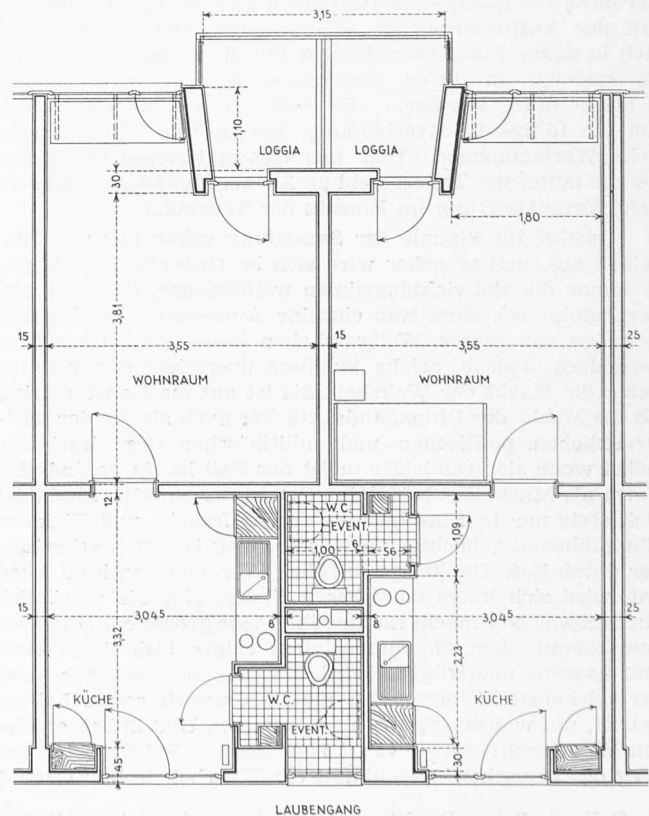 3,15
1,10
LOGGIA
LOGGIA
30
1,80
3,81
15
3,55
15
3,55
25
WOHNRAUM
WOHNRAUM
12
W.C.
EVENT.
1,09
1,00
5
56
15
3,045
8
8
3,045
25
3,32
2,23
KÜCHE
W.C.
KÜCHE
EVENT.
45
30
LAUBENGANG